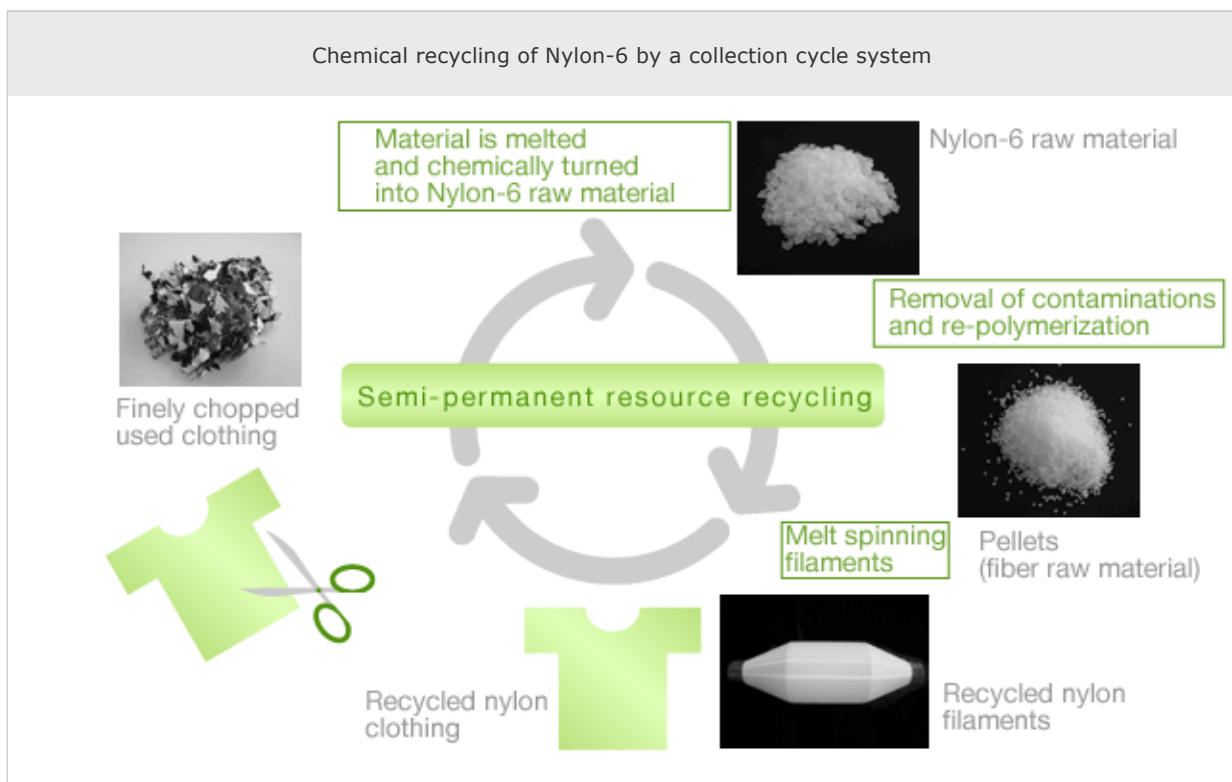 Chemical recycling of Nylon-6 by a collection cycle system
Material is melted
and chemically turned
into Nylon-6 raw material
Nylon-6 raw material
Removal of contaminations
and re-polymerization
Finely chopped
used clothing
Semi-permanent resource recycling
Melt spinning
filaments
Pellets
(fiber raw material)
Recycled nylon
clothing
Recycled nylon
filaments